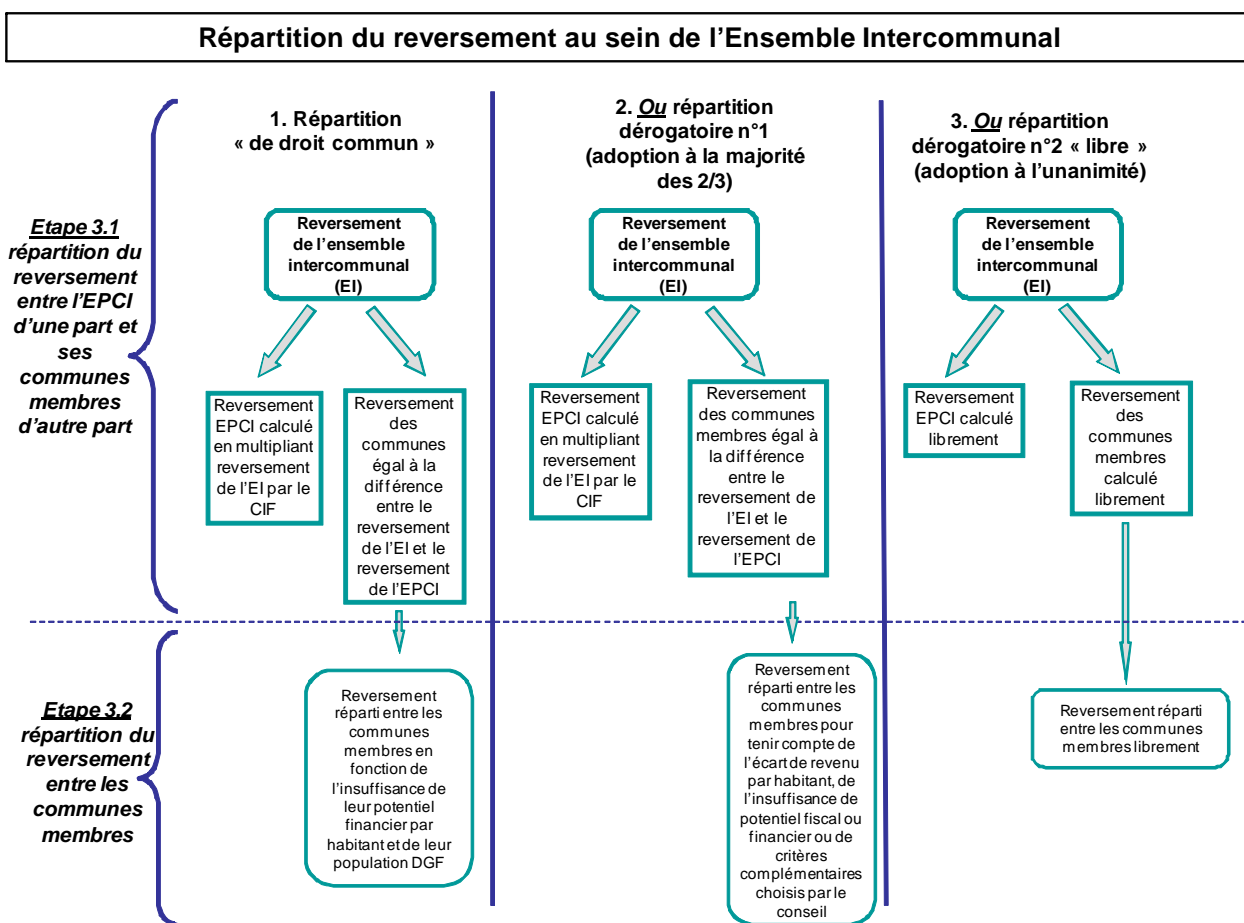 Répartition du reversement au sein de l'Ensemble Intercommunal
1. Répartition
« de droit commun »
2. Ou répartition
dérogatoire n°1
(adoption à la majorité
des 2/3)
3. Ou répartition
dérogatoire n°2 « libre »
(adoption à l'unanimité)
Etape 3.1
répartition du
reversement
entre l'EPCI
d'une part et
ses
communes
membres
d'autre part
Reversement
de l'ensemble
intercommunal
(EI)
Reversement
de l'ensemble
intercommunal
(EI)
Reversement
de l'ensemble
intercommunal
(EI)
Reversement
EPCI calculé
en multipliant
reversement
de l'EI par le
CIF
Reversement
des
communes
égal à la
différence
entre le
reversement
de l'EI et le
reversement
de l'EPCI
Reversement
EPCI calculé
en multipliant
reversement
de l'EI par le
CIF
Reversement
des communes
membres égal à
la différence
entre le
reversement de
l'EI et le
reversement de
l'EPCI
Reversement
EPCI calculé
librement
Reversement
des
communes
membres
calculé
librement
Etape 3.2
répartition du
reversement
entre les
communes
membres
Reversement
réparti entre les
communes
membres en
fonction de
l'insuffisance de
leur potentiel
financier par
habitant et de leur
population DGF
Reversement
réparti entre les
communes
membres pour
tenir compte de
l'écart de revenu
par habitant, de
l'insuffisance de
potentiel fiscal ou
financier ou de
critères
complémentaires
choisis par le
conseil
Reversement réparti
entre les communes
membres librement